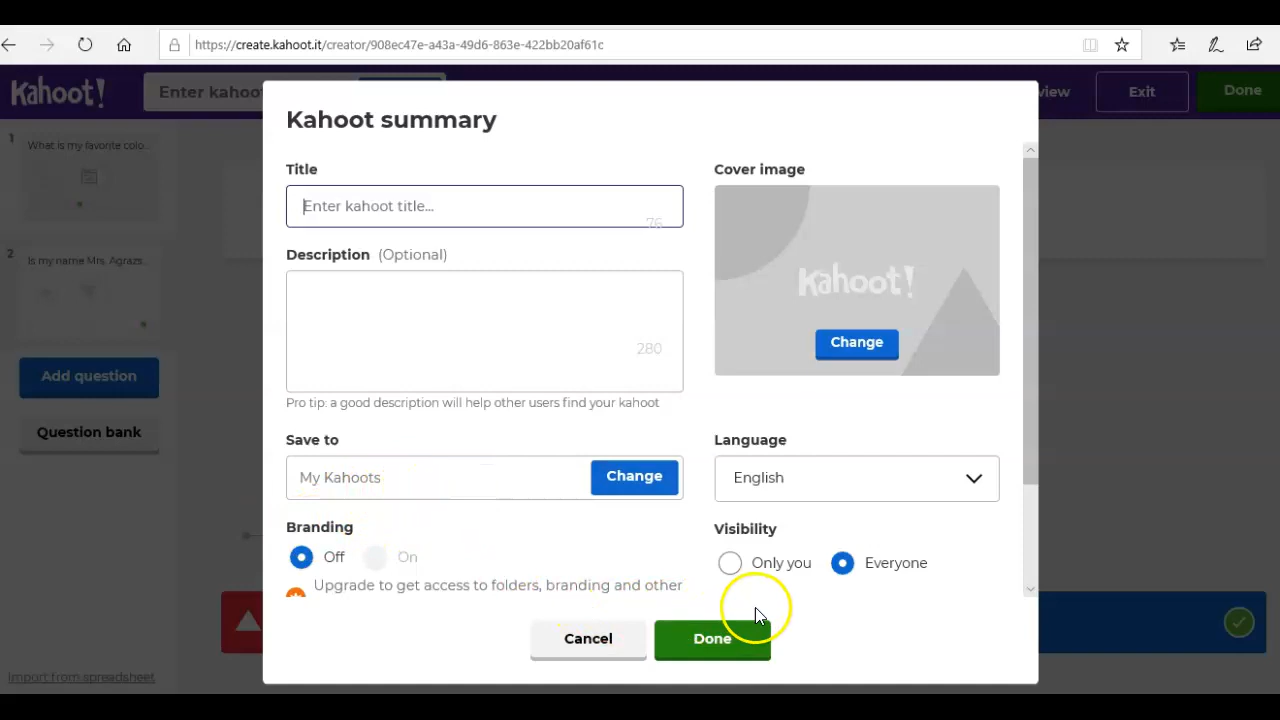 https://create.kahoot.it/creator/908ec47e-a43a-49d6-863e-422bb20af61c
Kahoot!
Enter kahoo
view
Exit
Done
1
What is my favorite colo...
2
Is my name Mrs. Agrazs...
Add question
Question bank
Import from spreadsheet
Kahoot summary
Title
Enter kahoot title...
76
Description (Optional)
280
Pro tip: a good description will help other users find your kahoot
Save to
My Kahoots
Change
Branding
Off
On
Upgrade to get access to folders, branding and other
Cover image
Kahoot!
Change
Language
English
Visibility
Only you
Everyone
Cancel
Done